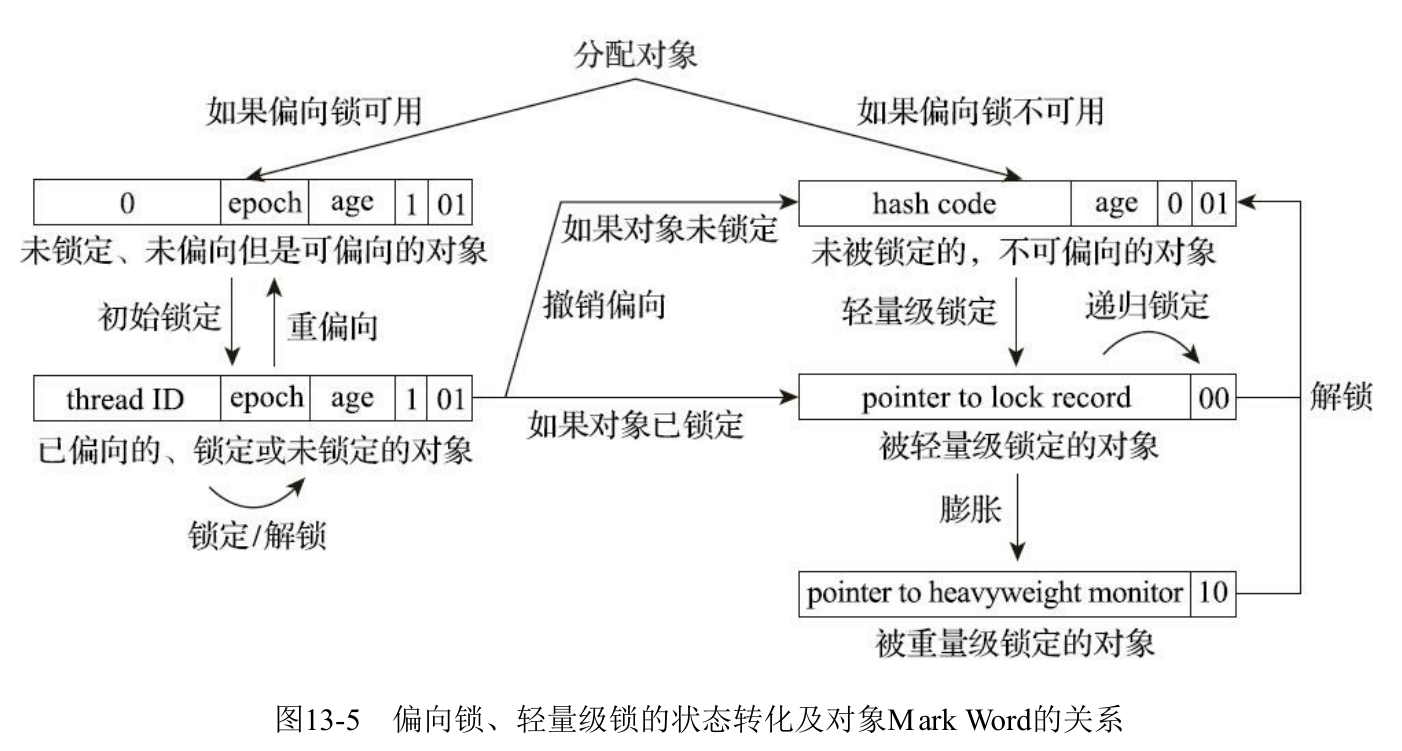 分配对象
如果偏向锁可用
如果偏向锁不可用
0 epoch age 1 01
hash code age 0 01
未锁定、未偏向但是可偏向的对象
如果对象未锁定
未被锁定的，不可偏向的对象
初始锁定
重偏向
撤销偏向
轻量级锁定
递归锁定
thread ID epoch age 1 01
pointer to lock record 00
解锁
如果对象已锁定
已偏向的、锁定或未锁定的对象
被轻量级锁定的对象
锁定/解锁
膨胀
pointer to heavyweight monitor 10
被重量级锁定的对象
图13-5 偏向锁、轻量级锁的状态转化及对象Mark Word的关系